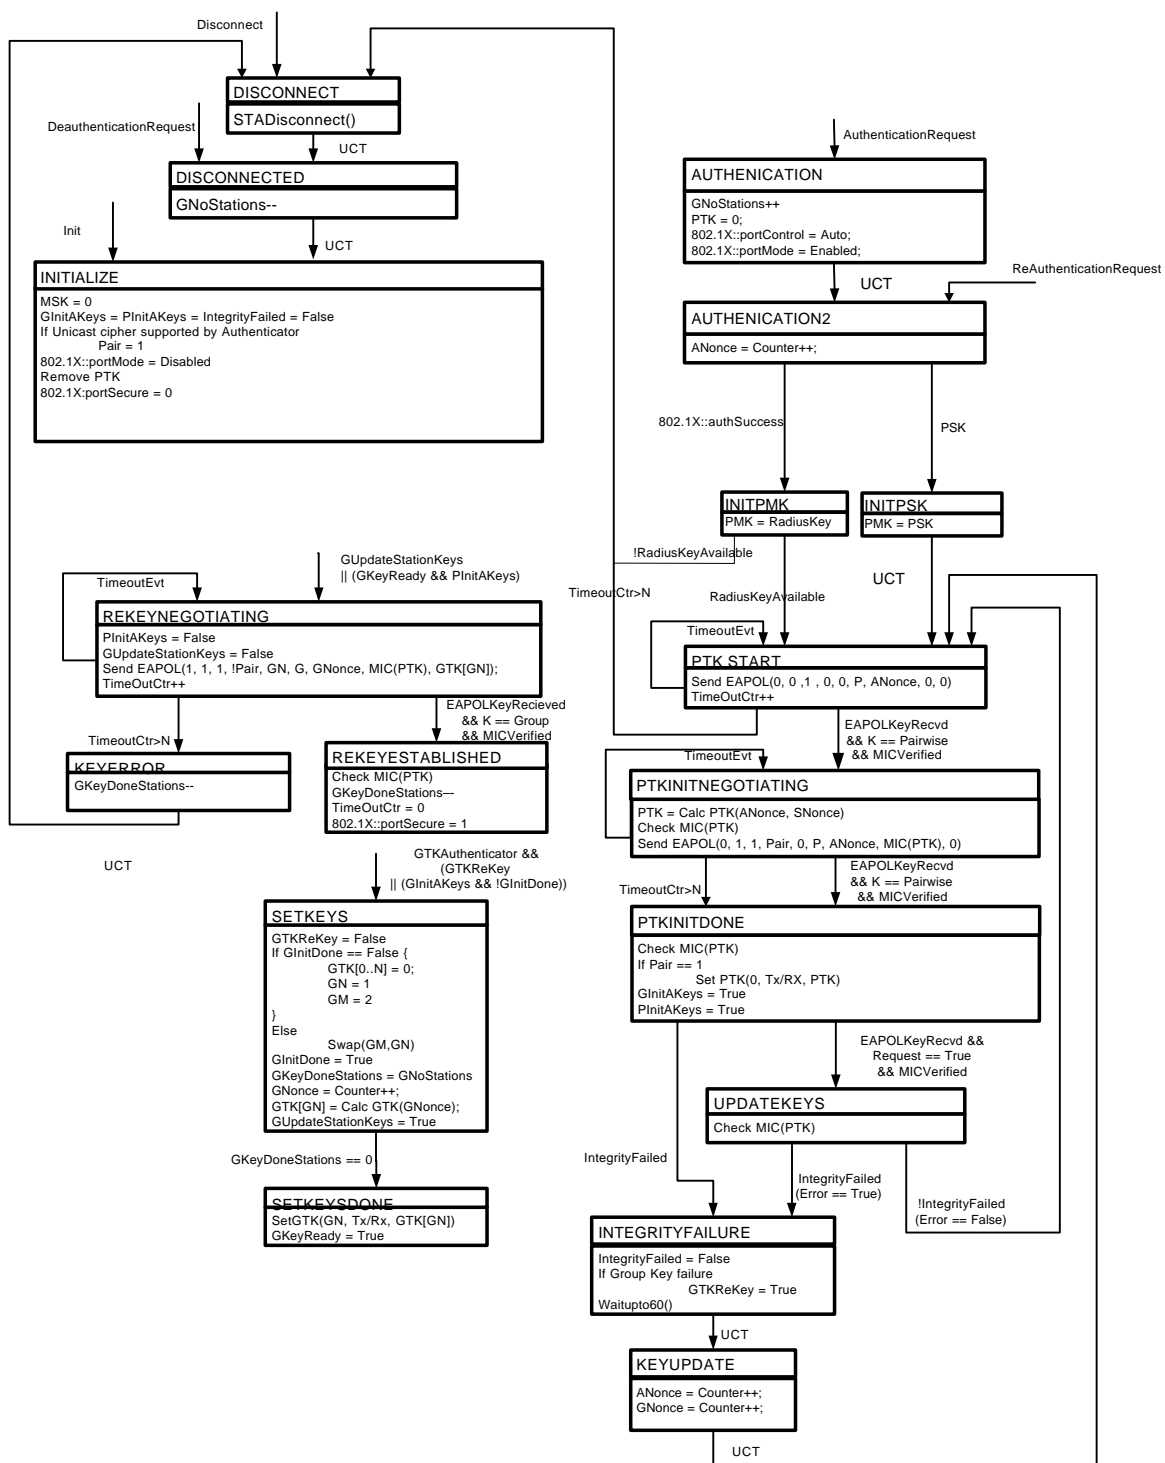 Disconnect
DISCONNECT
STADisconnect()
DeauthenticationRequest
UCT
DISCONNECTED
GNoStations--
Init
UCT
INITIALIZE
MSK = 0
GInitAKeys = PInitAKeys = IntegrityFailed = False
If Unicast cipher supported by Authenticator
Pair = 1
802.1X::portMode = Disabled
Remove PTK
802.1X:portSecure = 0
AuthenticationRequest
AUTHENICATION
GNoStations++
PTK = 0;
802.1X::portControl = Auto;
802.1X::portMode = Enabled;
UCT
ReAuthenticationRequest
AUTHENICATION2
ANonce = Counter++;
802.1X::authSuccess
PSK
INITPMK
PMK = RadiusKey
INITPSK
PMK = PSK
!RadiusKeyAvailable
UCT
TimeoutCtr>N
RadiusKeyAvailable
GUpdateStationKeys
|| (GKeyReady && PInitAKeys)
TimeoutEvt
REKEYNEGOTIATING
PInitAKeys = False
GUpdateStationKeys = False
Send EAPOL(1, 1, 1, !Pair, GN, G, GNonce, MIC(PTK), GTK[GN]);
TimeOutCtr++
TimeoutEvt
PTK START
Send EAPOL(0, 0 ,1 , 0, 0, P, ANonce, 0, 0)
TimeOutCtr++
EAPOLKeyRecieved
&& K == Group
&& MICVerified
TimeoutCtr>N
KEYERROR
GKeyDoneStations--
REKEYESTABLISHED
Check MIC(PTK)
GKeyDoneStations--
TimeOutCtr = 0
802.1X::portSecure = 1
UCT
EAPOLKeyRecvd
&& K == Pairwise
&& MICVerified
TimeoutEvt
PTKINITNEGOTIATING
PTK = Calc PTK(ANonce, SNonce)
Check MIC(PTK)
Send EAPOL(0, 1, 1, Pair, 0, P, ANonce, MIC(PTK), 0)
TimeoutCtr>N
EAPOLKeyRecvd
&& K == Pairwise
&& MICVerified
GTKAuthenticator &&
(GTKReKey
|| (GInitAKeys && !GInitDone))
SETKEYS
GTKReKey = False
If GInitDone == False {
GTK[0..N] = 0;
GN = 1
GM = 2
}
Else
Swap(GM,GN)
GInitDone = True
GKeyDoneStations = GNoStations
GNonce = Counter++;
GTK[GN] = Calc GTK(GNonce);
GUpdateStationKeys = True
GKeyDoneStations == 0
SETKEYSDONE
SetGTK(GN, Tx/Rx, GTK[GN])
GKeyReady = True
PTKINITDONE
Check MIC(PTK)
If Pair == 1
Set PTK(0, Tx/RX, PTK)
GInitAKeys = True
PInitAKeys = True
EAPOLKeyRecvd &&
Request == True
&& MICVerified
UPDATEKEYS
Check MIC(PTK)
IntegrityFailed
IntegrityFailed
(Error == True)
!IntegrityFailed
(Error == False)
INTEGRITYFAILURE
IntegrityFailed = False
If Group Key failure
GTKReKey = True
Waitupto60()
UCT
KEYUPDATE
ANonce = Counter++;
GNonce = Counter++;
UCT